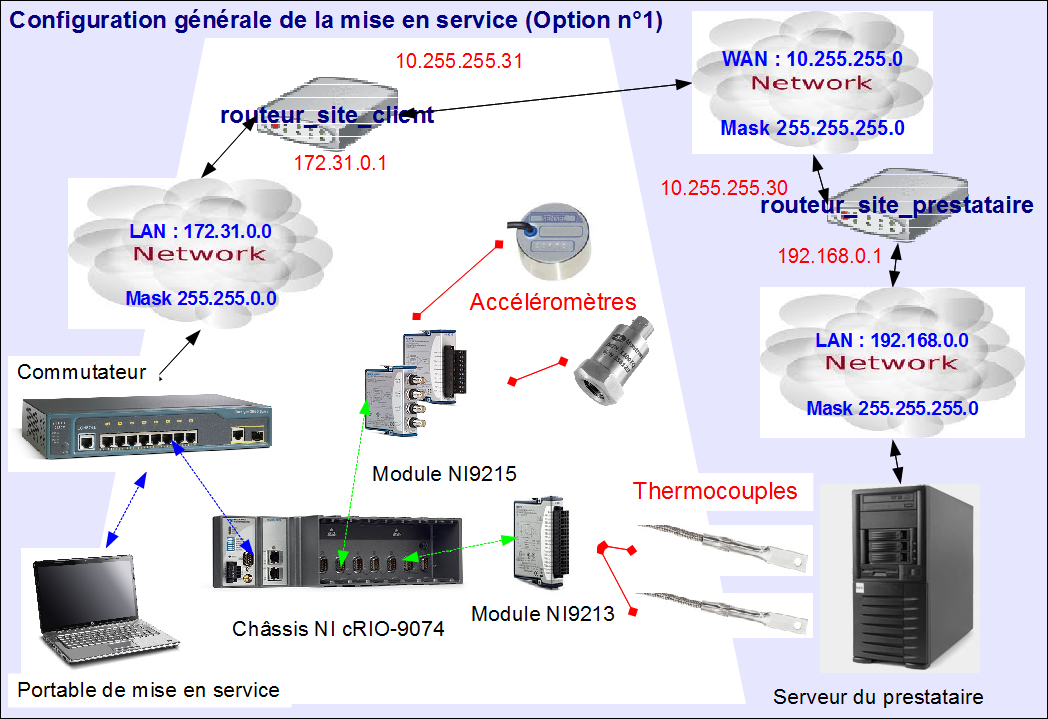 Configuration générale de la mise en service (Option n°1)
10.255.255.31
WAN : 10.255.255.0
Network
Mask 255.255.255.0
routeur_site_client
172.31.0.1
10.255.255.30
routeur_site_prestataire
192.168.0.1
LAN : 172.31.0.0
Network
Mask 255.255.0.0
Accéléromètres
LAN : 192.168.0.0
Network
Mask 255.255.255.0
Commutateur
Module NI9215
Thermocouples
Châssis NI cRIO-9074
Module NI9213
Portable de mise en service
Serveur du prestataire